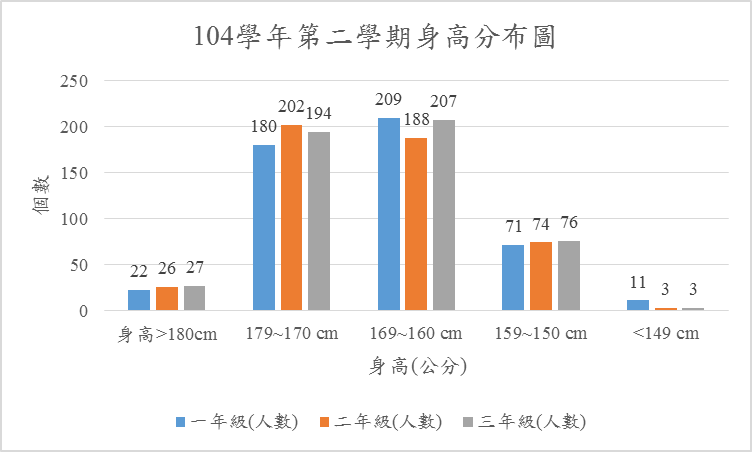 104學年第二學期身高分布圖
250
200
150
100
50
0
個數
22 26 27
180 202 194
209 188 207
71 74 76
11 3 3
身高>180cm 179~170 cm 169~160 cm 159~150 cm <149 cm
身高(公分)
一年級(人數) 二年級(人數) 三年級(人數)